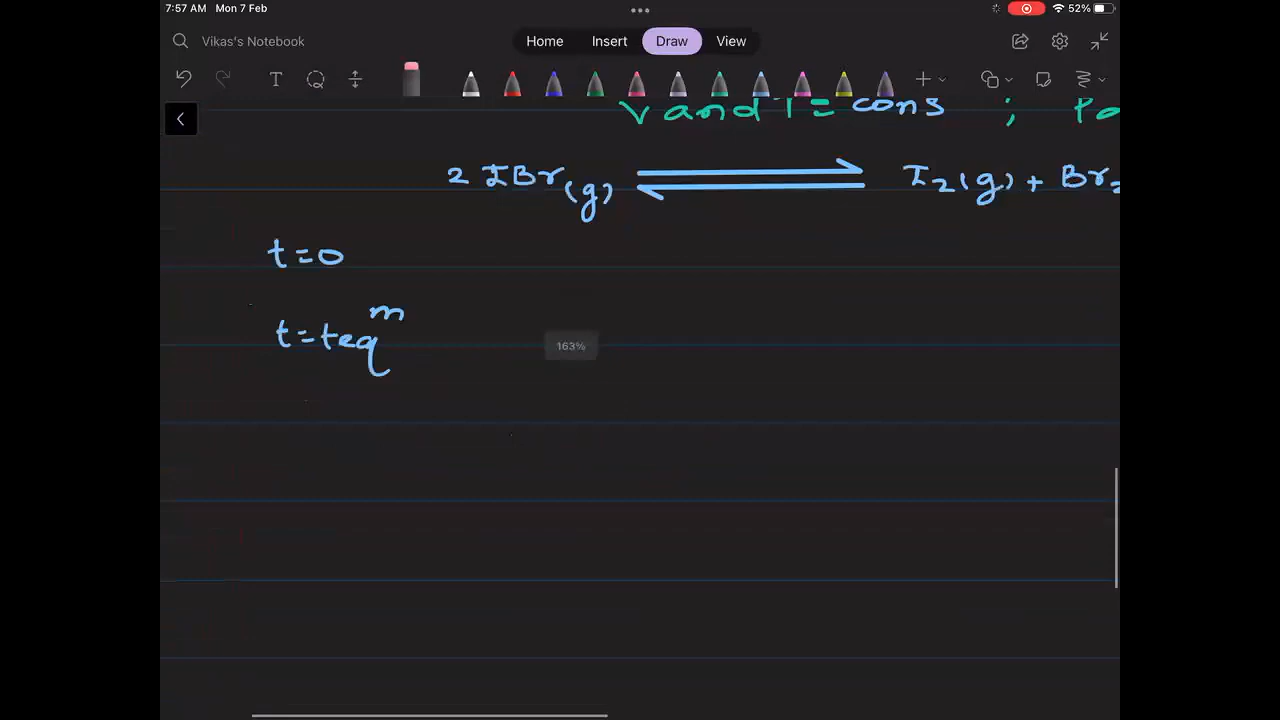 7:57 AM Mon 7 Feb
52%
Vikas's Notebook
Home Insert Draw View
V and T = cons ;
2 IBr(g) ⇌ I2(g) + Br2
t=0
t=teq^m
163%